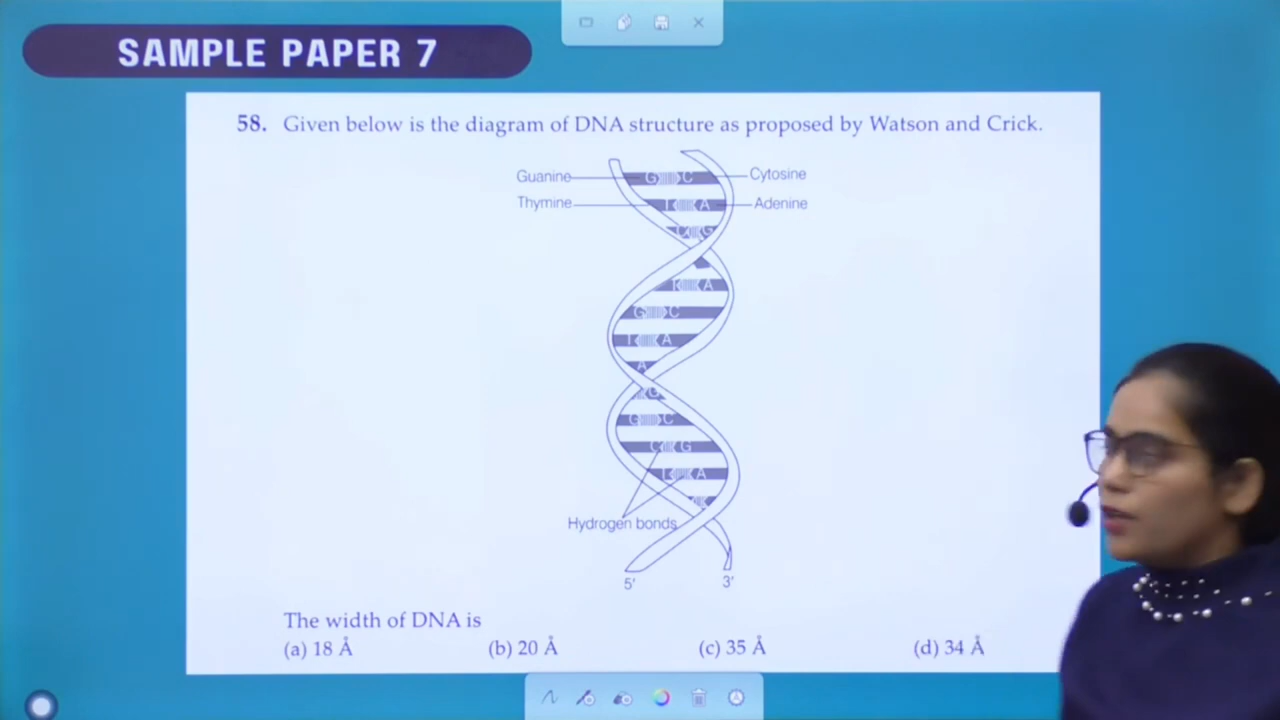 SAMPLE PAPER 7
58. Given below is the diagram of DNA structure as proposed by Watson and Crick.
Guanine G C Cytosine
Thymine T A Adenine
C G
T A
G C
T A
A
G
G C
C G
T A
Hydrogen bonds
5' 3'
The width of DNA is
(a) 18 Å (b) 20 Å (c) 35 Å (d) 34 Å